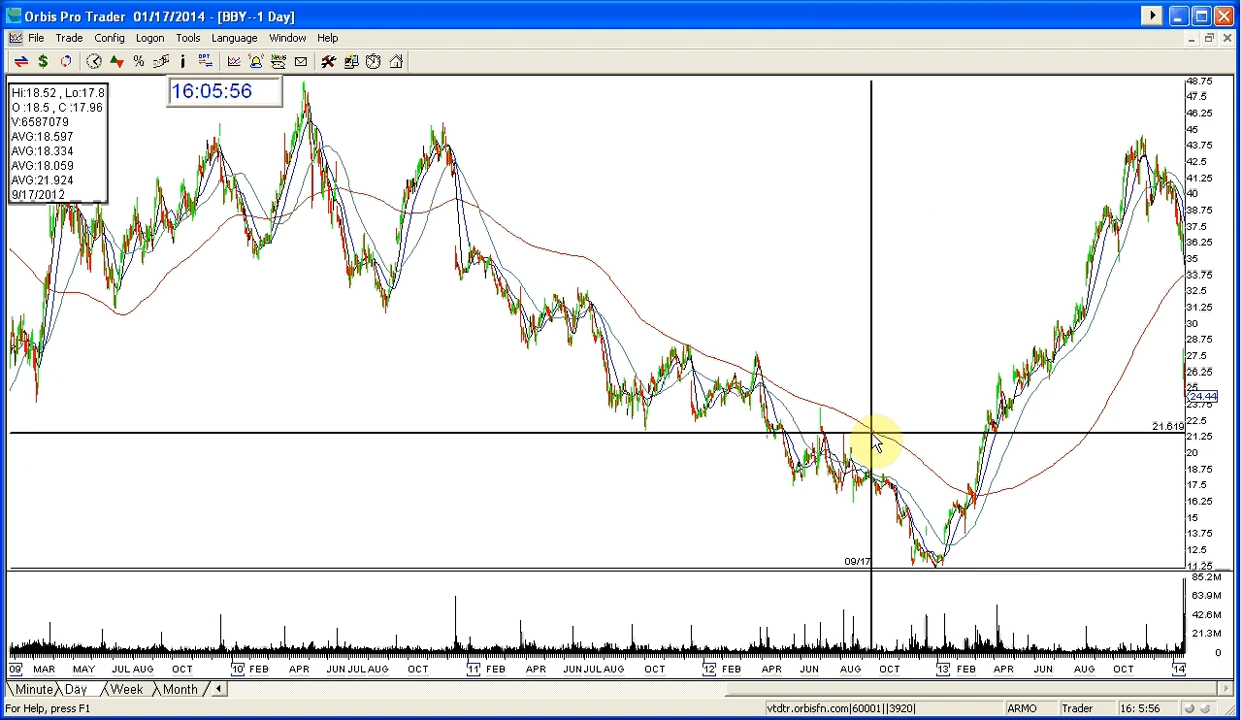 Orbis Pro Trader 01/17/2014 - [BBY--1 Day]
File Trade Config Logon Tools Language Window Help
$ % i OPT News
Hi:18.52 , Lo:17.8
O :18.5 , C :17.96
V:6587079
AVG:18.597
AVG:18.334
AVG:18.059
AVG:21.924
9/17/2012
16:05:56
48.75
47.5
46.25
45
43.75
42.5
41.25
40
38.75
37.5
36.25
35
33.75
32.5
31.25
30
28.75
27.5
26.25
25
24.44
23.75
22.5
21.619
21.25
20
18.75
17.5
16.25
15
13.75
12.5
11.25
09/17
85.2M
63.9M
42.6M
21.3M
0
09 MAR MAY JUL AUG OCT 10 FEB APR JUN JUL AUG OCT 11 FEB APR JUN JUL AUG OCT 12 FEB APR JUN AUG OCT 13 FEB APR JUN AUG OCT 14
Minute Day Week Month
For Help, press F1 vtdtr.orbisfn.com|60001||3920| ARMO Trader 16: 5:56